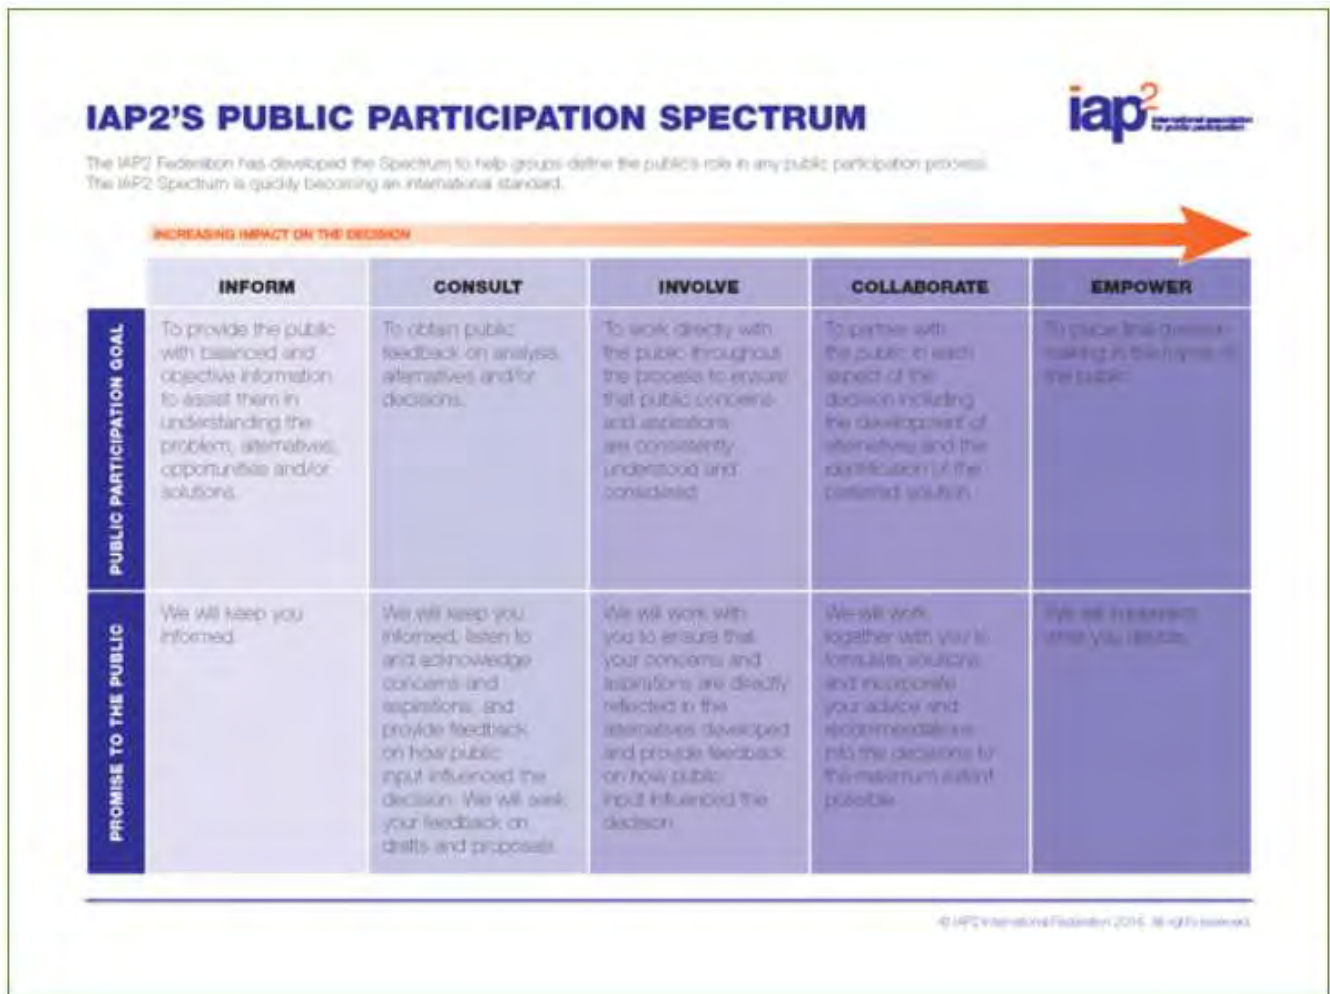 IAP2'S PUBLIC PARTICIPATION SPECTRUM
iap2
international association
for public participation
The IAP2 Federation has developed the Spectrum to help groups define the public's role in any public participation process.
The IAP2 Spectrum is quickly becoming an international standard.
INCREASING IMPACT ON THE DECISION
INFORM
CONSULT
INVOLVE
COLLABORATE
EMPOWER
PUBLIC PARTICIPATION GOAL
To provide the public
with balanced and
objective information
to assist them in
understanding the
problem, alternatives,
opportunities and/or
solutions.
To obtain public
feedback on analysis,
alternatives and/or
decisions.
To work directly with
the public throughout
the process to ensure
that public concerns
and aspirations
are consistently
understood and
considered.
To partner with
the public in each
aspect of the
decision including
the development of
alternatives and the
identification of the
preferred solution.
To place final decision
making in the hands of
the public.
PROMISE TO THE PUBLIC
We will keep you
informed.
We will keep you
informed, listen to
and acknowledge
concerns and
aspirations, and
provide feedback
on how public
input influenced the
decision. We will seek
your feedback on
drafts and proposals.
We will work with
you to ensure that
your concerns and
aspirations are directly
reflected in the
alternatives developed
and provide feedback
on how public
input influenced the
decision.
We will work
together with you to
formulate solutions
and incorporate
your advice and
recommendations
into the decisions to
the maximum extent
possible.
We will implement
what you decide.
© IAP2 International Federation All rights reserved.